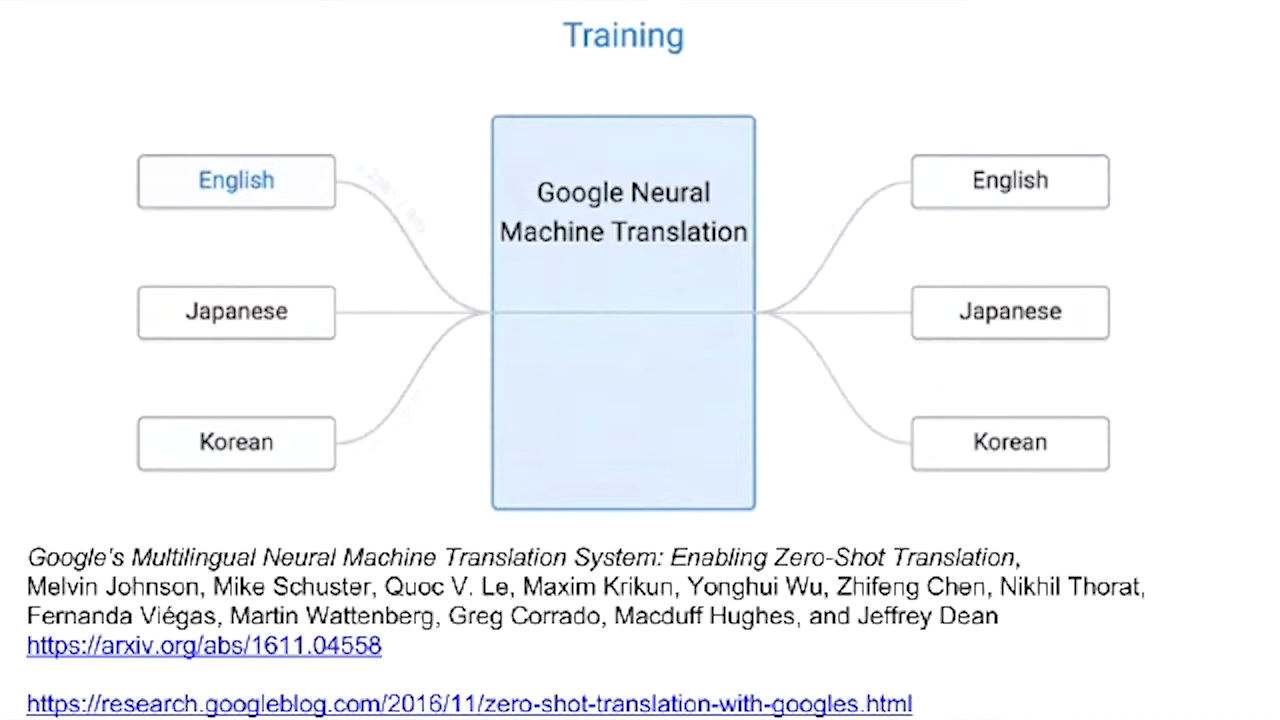 Training
English
Japanese
Korean
Google Neural
Machine Translation
English
Japanese
Korean
Google's Multilingual Neural Machine Translation System: Enabling Zero-Shot Translation,
Melvin Johnson, Mike Schuster, Quoc V. Le, Maxim Krikun, Yonghui Wu, Zhifeng Chen, Nikhil Thorat,
Fernanda Viégas, Martin Wattenberg, Greg Corrado, Macduff Hughes, and Jeffrey Dean
https://arxiv.org/abs/1611.04558
https://research.googleblog.com/2016/11/zero-shot-translation-with-googles.html